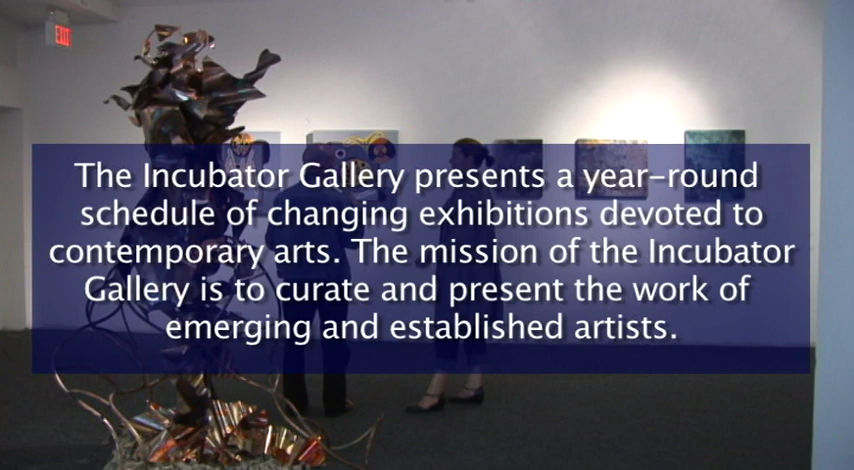 EXIT
The Incubator Gallery presents a year–round
schedule of changing exhibitions devoted to
contemporary arts. The mission of the Incubator
Gallery is to curate and present the work of
emerging and established artists.